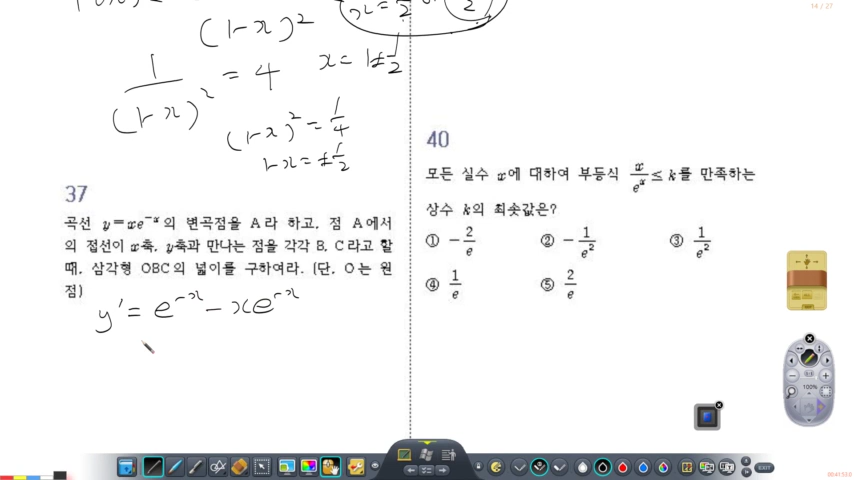 (1-x)²
1/(1-x)² = 4
x = 1±1/2
(1-x)² = 1/4
1-x = ±1/2
37
곡선 y=xe⁻ˣ의 변곡점을 A라 하고, 점 A에서
의 접선이 x축, y축과 만나는 점을 각각 B, C라고 할
때, 삼각형 OBC의 넓이를 구하여라. (단, O는 원
점)
y' = e⁻ˣ - xe⁻ˣ
40
모든 실수 x에 대하여 부등식 x/eˣ ≤ k를 만족하는
상수 k의 최솟값은?
① -2/e ② -1/e² ③ 1/e²
④ 1/e ⑤ 2/e
14 / 27
100%
EXIT